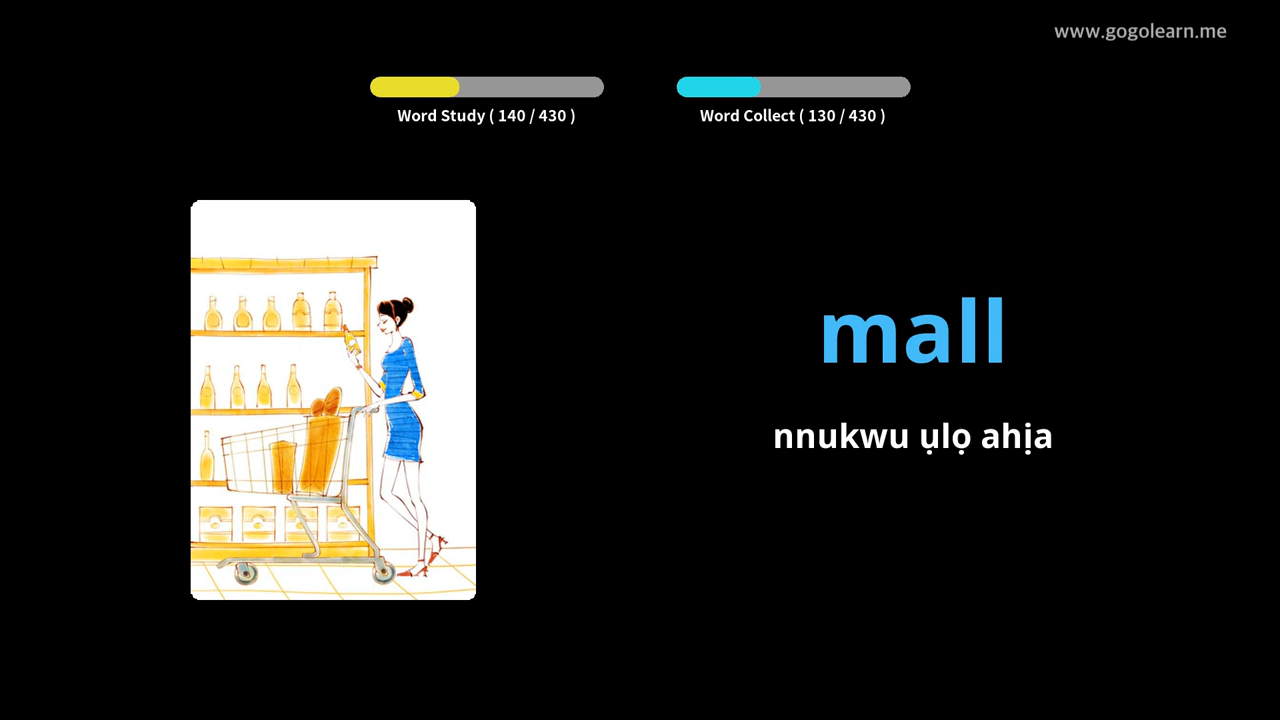 www.gogolearn.me
Word Study ( 140 / 430 )
Word Collect ( 130 / 430 )
mall
nnukwu ụlọ ahịa